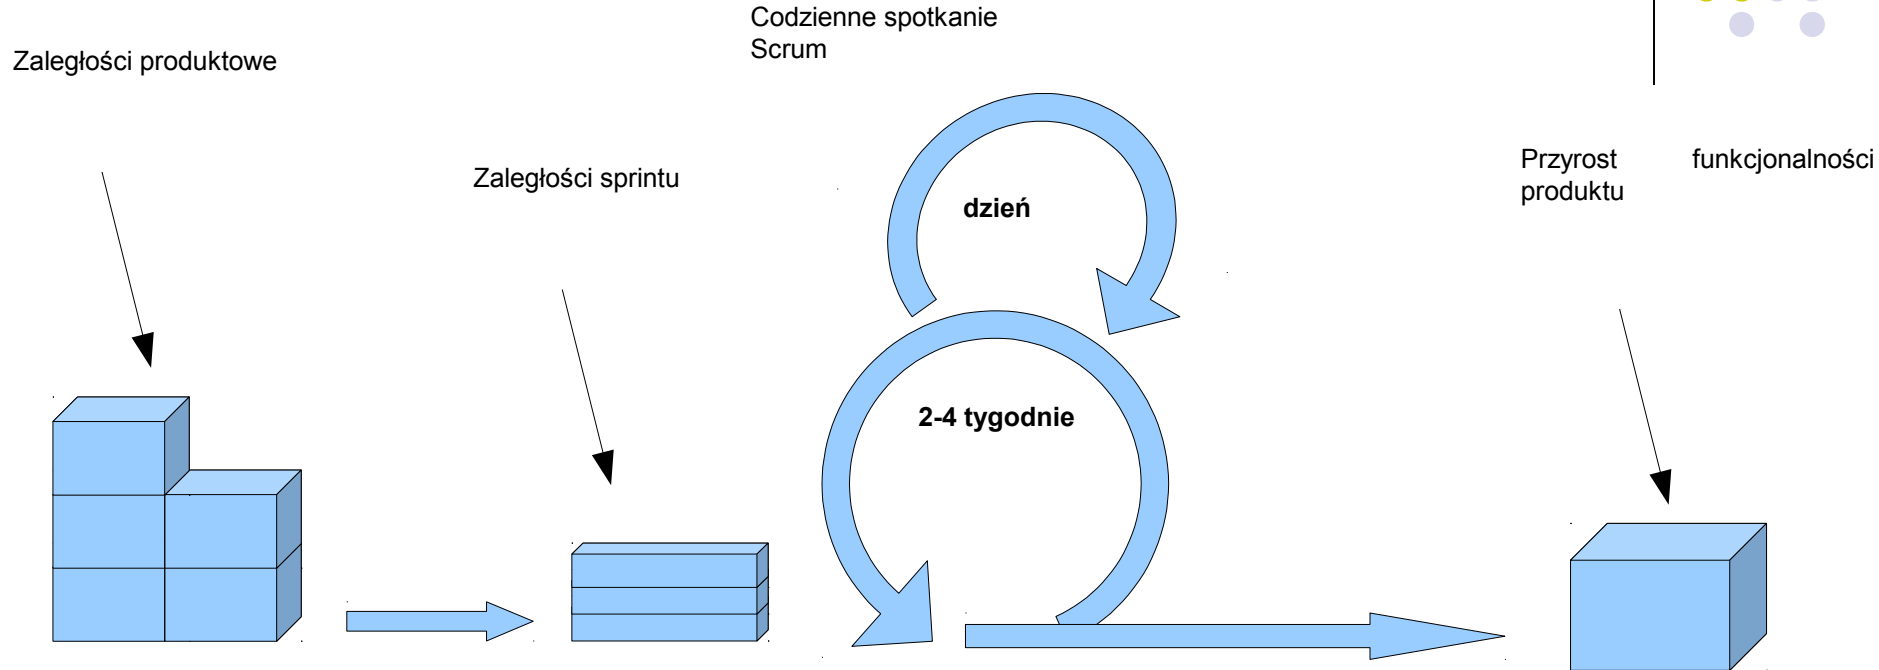 Codzienne spotkanie
Scrum
Zaległości produktowe
Zaległości sprintu
dzień
2-4 tygodnie
Przyrost funkcjonalności
produktu